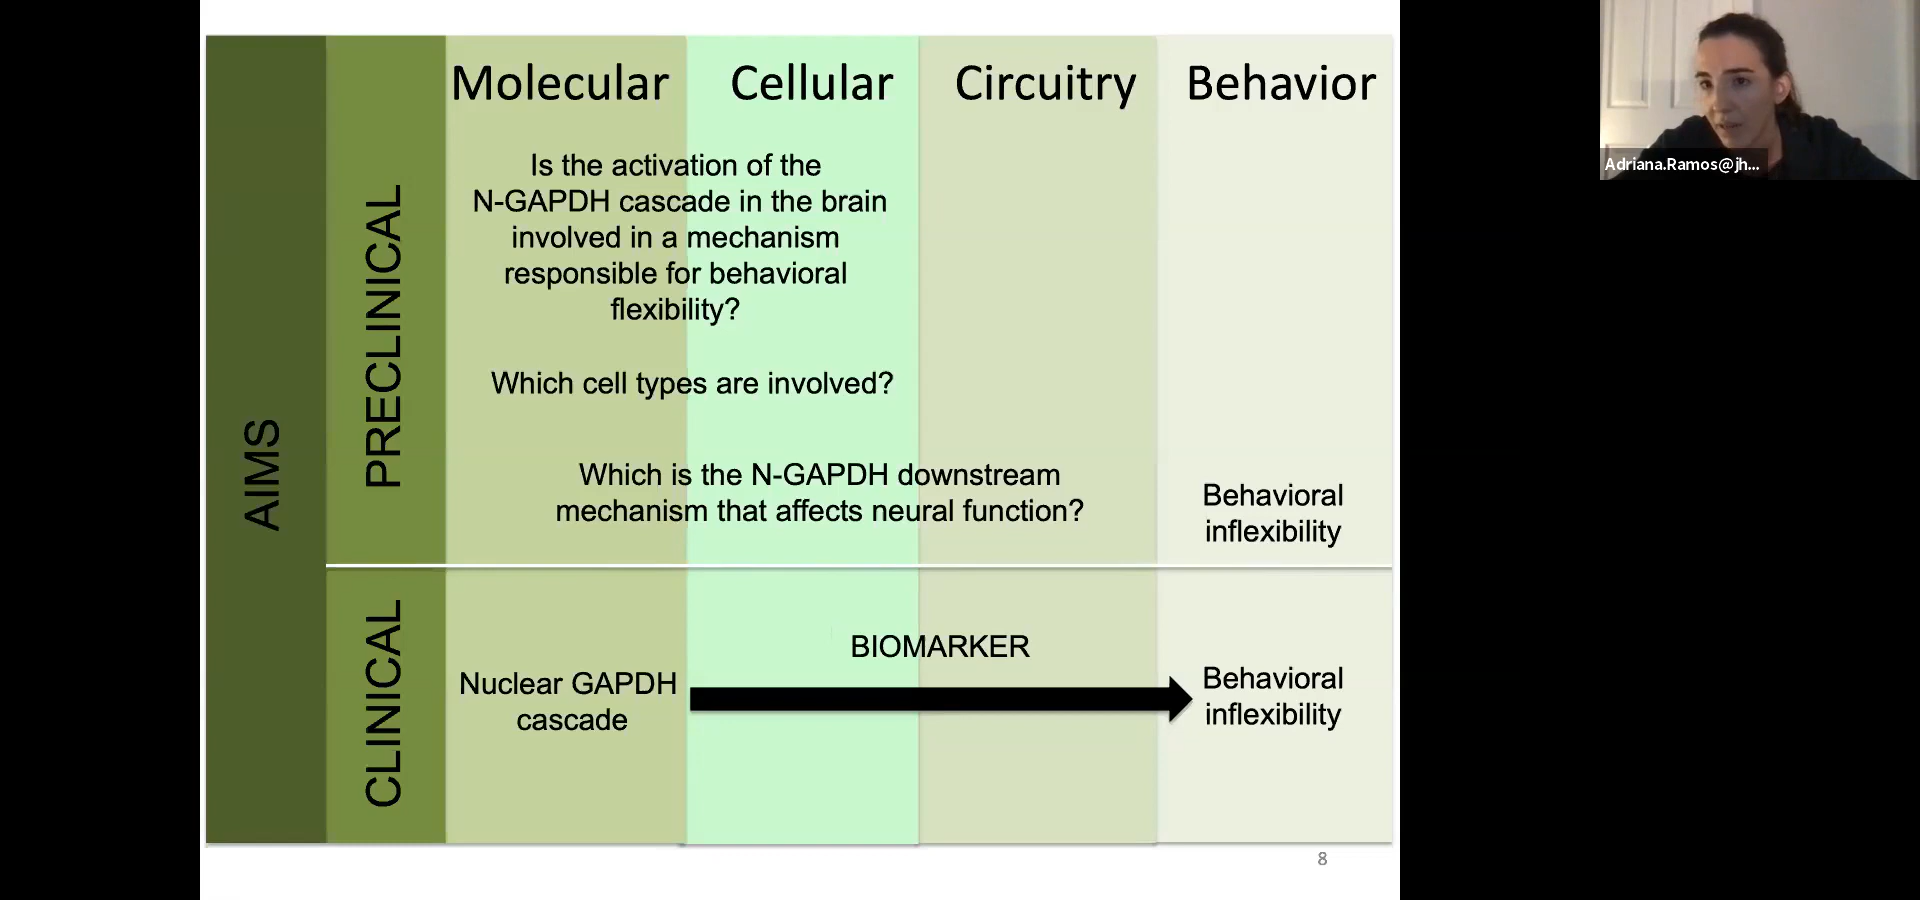 Molecular
Cellular
Circuitry
Behavior
AIMS
PRECLINICAL
Is the activation of the
N-GAPDH cascade in the brain
involved in a mechanism
responsible for behavioral
flexibility?
Which cell types are involved?
Which is the N-GAPDH downstream
mechanism that affects neural function?
Behavioral
inflexibility
CLINICAL
Nuclear GAPDH
cascade
BIOMARKER
Behavioral
inflexibility
8
Adriana.Ramos@jh...